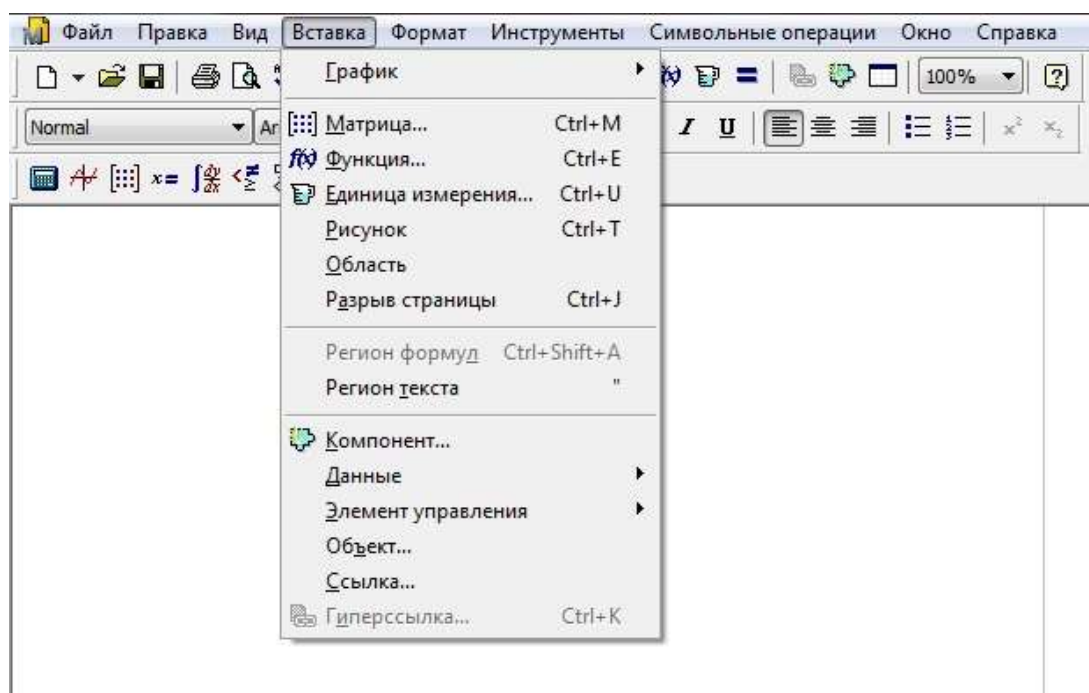 Файл Правка Вид Вставка Формат Инструменты Символьные операции Окно Справка
График
100%
Normal Ar
Матрица... Ctrl+M
Функция... Ctrl+E
Единица измерения... Ctrl+U
Рисунок Ctrl+T
Область
Разрыв страницы Ctrl+J
Регион формул Ctrl+Shift+A
Регион текста "
Компонент...
Данные
Элемент управления
Объект...
Ссылка...
Гиперссылка... Ctrl+K